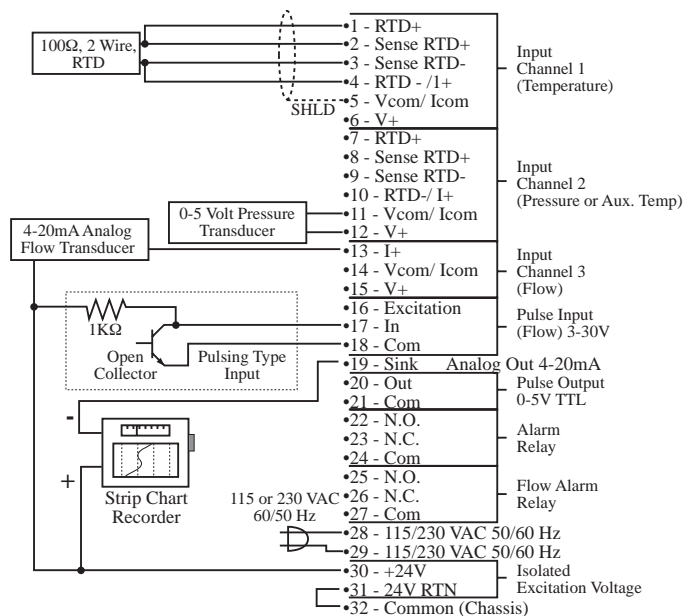 1 - RTD+
2 - Sense RTD+
3 - Sense RTD-
4 - RTD - /1+
5 - Vcom/ Icom
6 - V+
7 - RTD+
8 - Sense RTD+
9 - Sense RTD-
10 - RTD-/ I+
11 - Vcom/ Icom
12 - V+
13 - I+
14 - Vcom/ Icom
15 - V+
16 - Excitation
17 - In
18 - Com
19 - Sink Analog Out 4-20mA
20 - Out
21 - Com
22 - N.O.
23 - N.C.
24 - Com
25 - N.O.
26 - N.C.
27 - Com
28 - 115/230 VAC 50/60 Hz
29 - 115/230 VAC 50/60 Hz
30 - +24V
31 - 24V RTN
32 - Common (Chassis)
Input
Channel 1
(Temperature)
Input
Channel 2
(Pressure or Aux. Temp)
Input
Channel 3
(Flow)
Pulse Input
(Flow) 3-30V
Pulse Output
0-5V TTL
Alarm
Relay
Flow Alarm
Relay
Isolated
Excitation Voltage
100Ω, 2 Wire,
RTD
SHLD
0-5 Volt Pressure
Transducer
4-20mA Analog
Flow Transducer
1KΩ
Open
Collector
Pulsing Type
Input
-
+
Strip Chart
Recorder
115 or 230 VAC
60/50 Hz